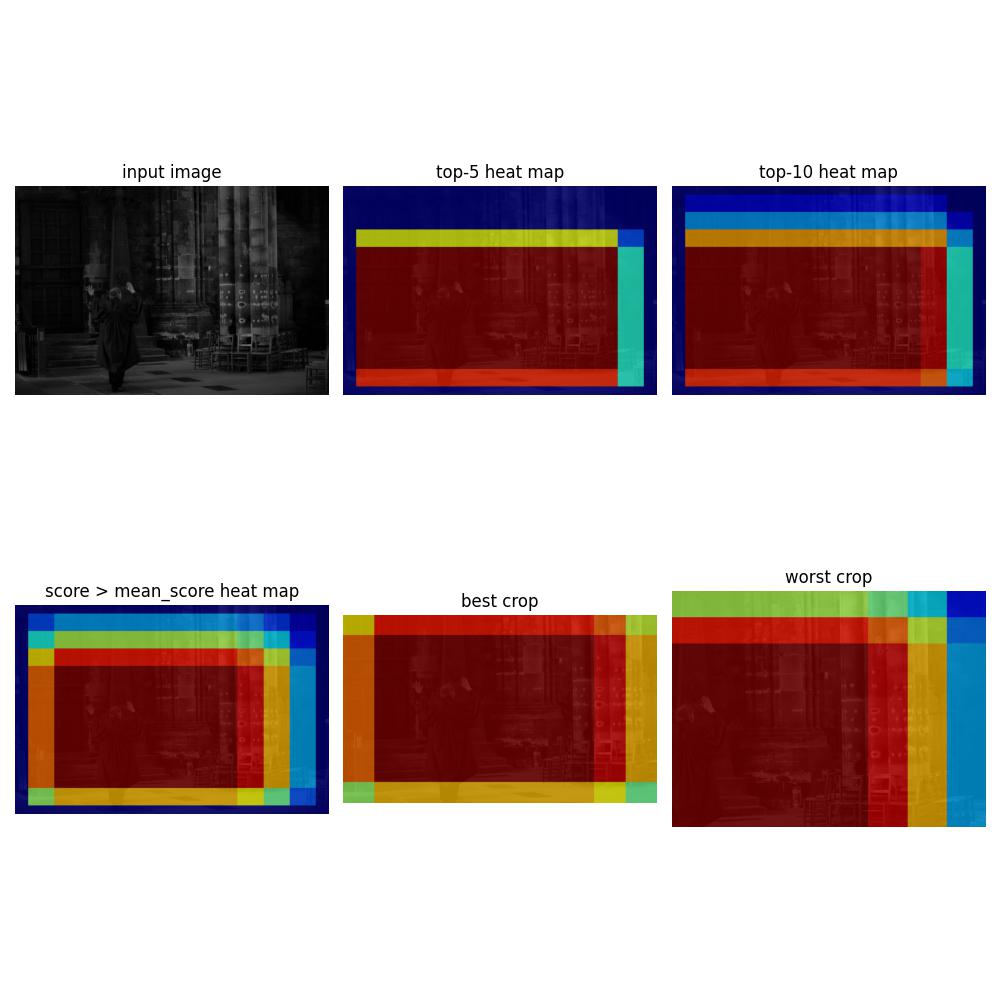 input image
top-5 heat map
top-10 heat map
score > mean_score heat map
best crop
worst crop